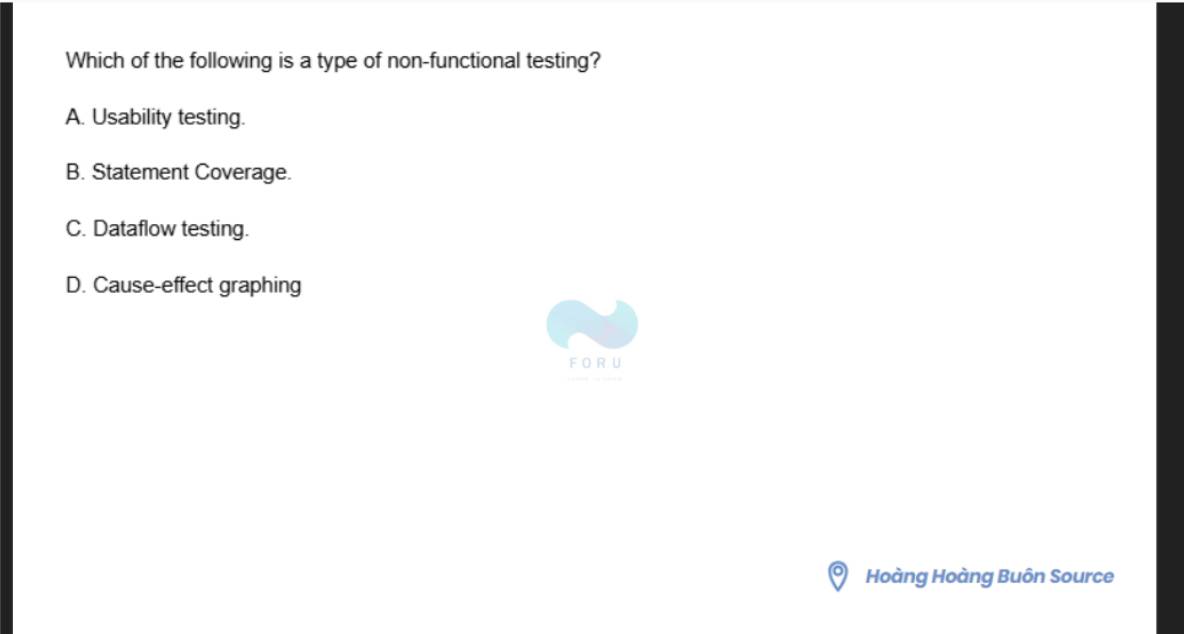 Which of the following is a type of non-functional testing?
A. Usability testing.
B. Statement Coverage.
C. Dataflow testing.
D. Cause-effect graphing
FORU
Hoàng Hoàng Buôn Source